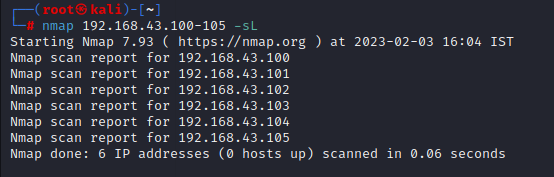 ┌──(root㉿kali)-[~]
└─# nmap 192.168.43.100-105 -sL
Starting Nmap 7.93 ( https://nmap.org ) at 2023-02-03 16:04 IST
Nmap scan report for 192.168.43.100
Nmap scan report for 192.168.43.101
Nmap scan report for 192.168.43.102
Nmap scan report for 192.168.43.103
Nmap scan report for 192.168.43.104
Nmap scan report for 192.168.43.105
Nmap done: 6 IP addresses (0 hosts up) scanned in 0.06 seconds